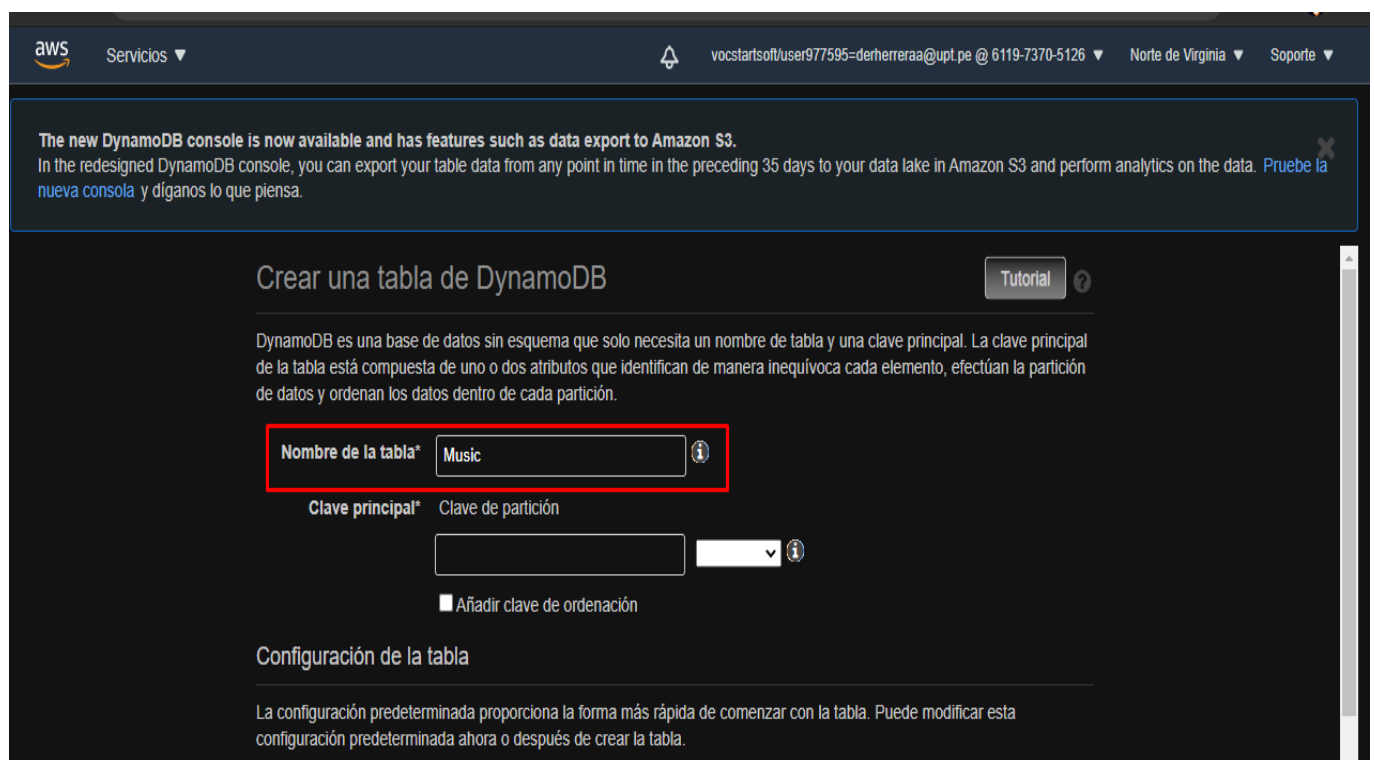 aws Servicios ▼ vocstartsoft/user977595=derherreraa@upt.pe @ 6119-7370-5126 ▼ Norte de Virginia ▼ Soporte ▼
The new DynamoDB console is now available and has features such as data export to Amazon S3.
In the redesigned DynamoDB console, you can export your table data from any point in time in the preceding 35 days to your data lake in Amazon S3 and perform analytics on the data. Pruebe la
nueva consola y díganos lo que piensa.
Crear una tabla de DynamoDB Tutorial ?
DynamoDB es una base de datos sin esquema que solo necesita un nombre de tabla y una clave principal. La clave principal
de la tabla está compuesta de uno o dos atributos que identifican de manera inequívoca cada elemento, efectúan la partición
de datos y ordenan los datos dentro de cada partición.
Nombre de la tabla* Music i
Clave principal* Clave de partición
i
Añadir clave de ordenación
Configuración de la tabla
La configuración predeterminada proporciona la forma más rápida de comenzar con la tabla. Puede modificar esta
configuración predeterminada ahora o después de crear la tabla.